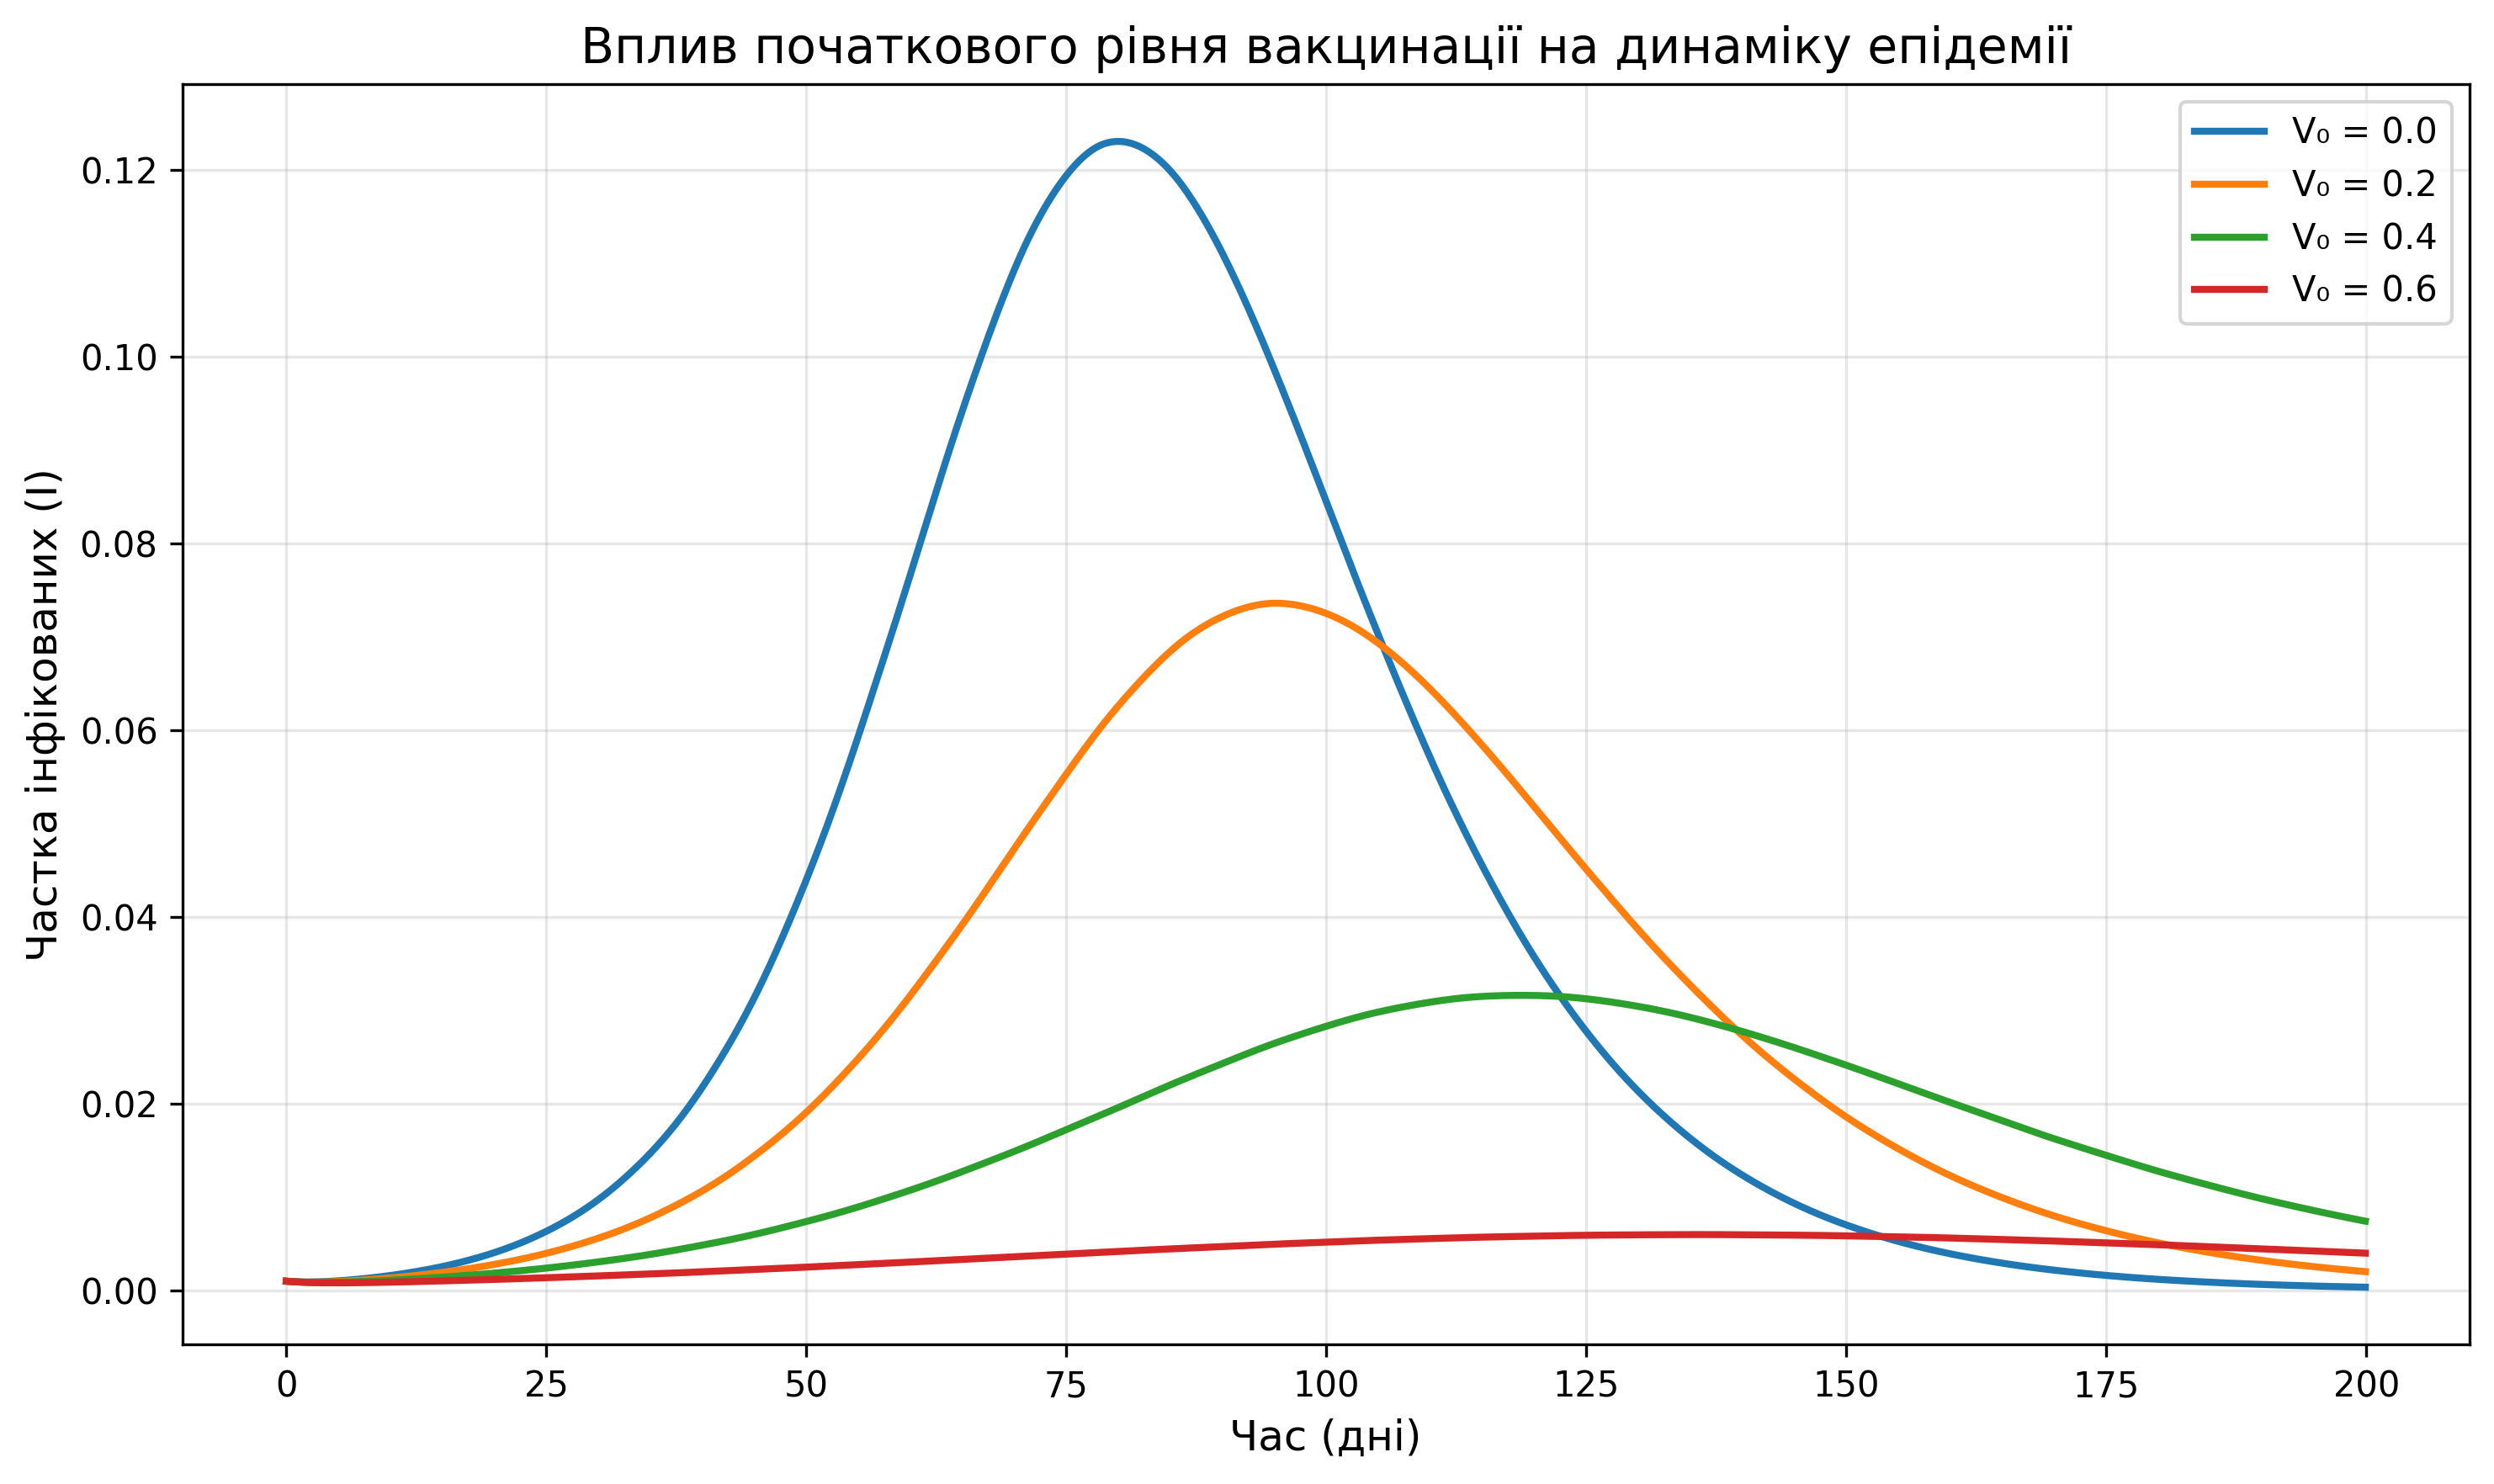 Вплив початкового рівня вакцинації на динаміку епідемії
V₀ = 0.0
V₀ = 0.2
V₀ = 0.4
V₀ = 0.6
Частка інфікованих (I)
0.12
0.10
0.08
0.06
0.04
0.02
0.00
0 25 50 75 100 125 150 175 200
Час (дні)